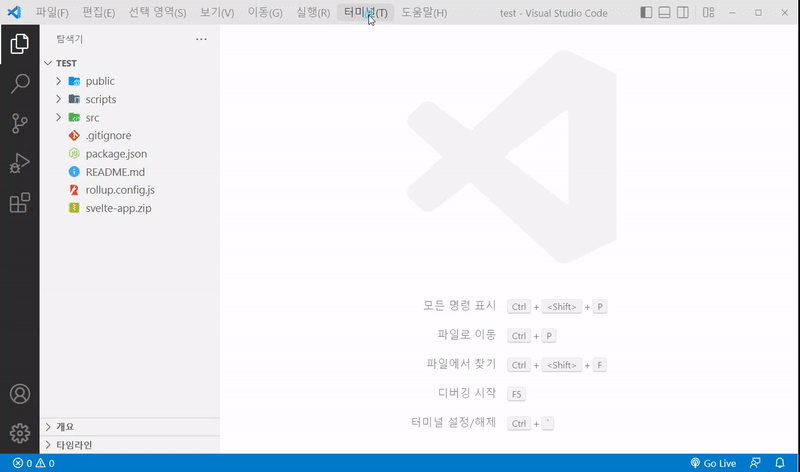 파일(F) 편집(E) 선택 영역(S) 보기(V) 이동(G) 실행(R) 터미널(T) 도움말(H) test - Visual Studio Code
탐색기
TEST
public
scripts
src
.gitignore
package.json
README.md
rollup.config.js
svelte-app.zip
모든 명령 표시 Ctrl + <Shift> + P
파일로 이동 Ctrl + P
파일에서 찾기 Ctrl + <Shift> + F
디버깅 시작 F5
터미널 설정/해제 Ctrl + `
개요
타임라인
0 0 Go Live